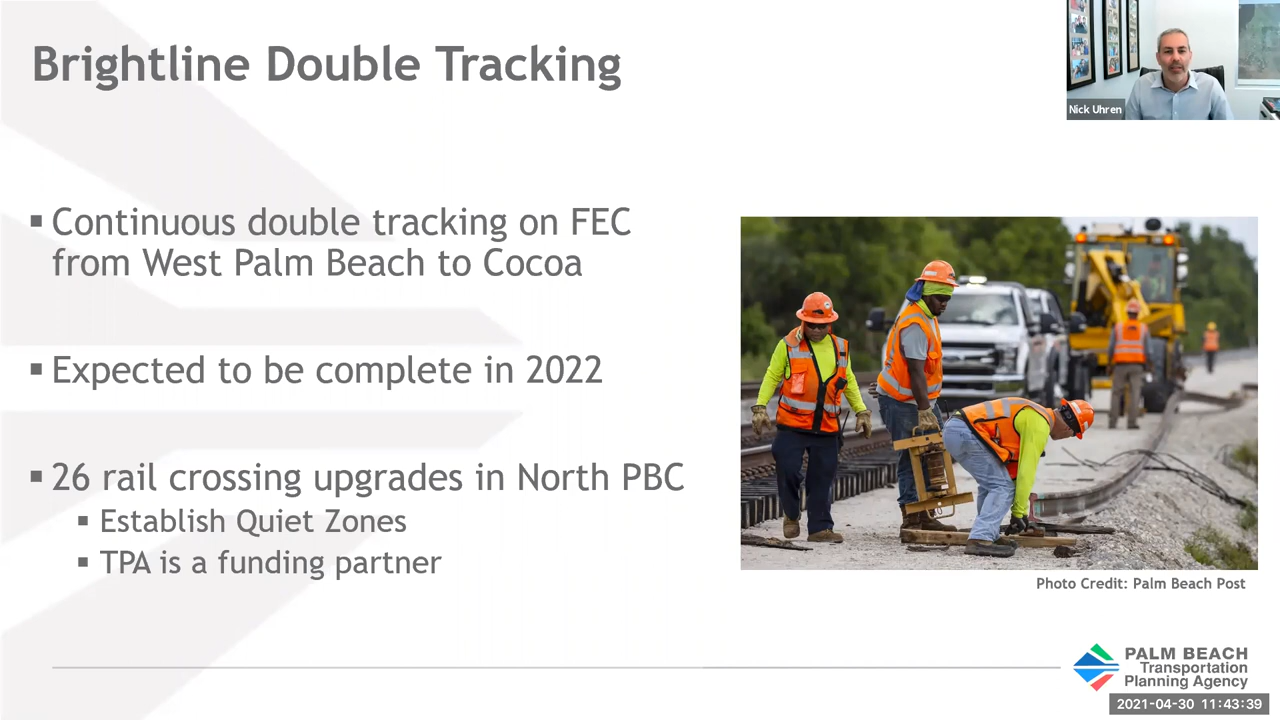 Brightline Double Tracking
Nick Uhren
▪ Continuous double tracking on FEC
from West Palm Beach to Cocoa
▪ Expected to be complete in 2022
▪ 26 rail crossing upgrades in North PBC
▪ Establish Quiet Zones
▪ TPA is a funding partner
Photo Credit: Palm Beach Post
PALM BEACH
Transportation
Planning Agency
2021-04-30 11:43:39